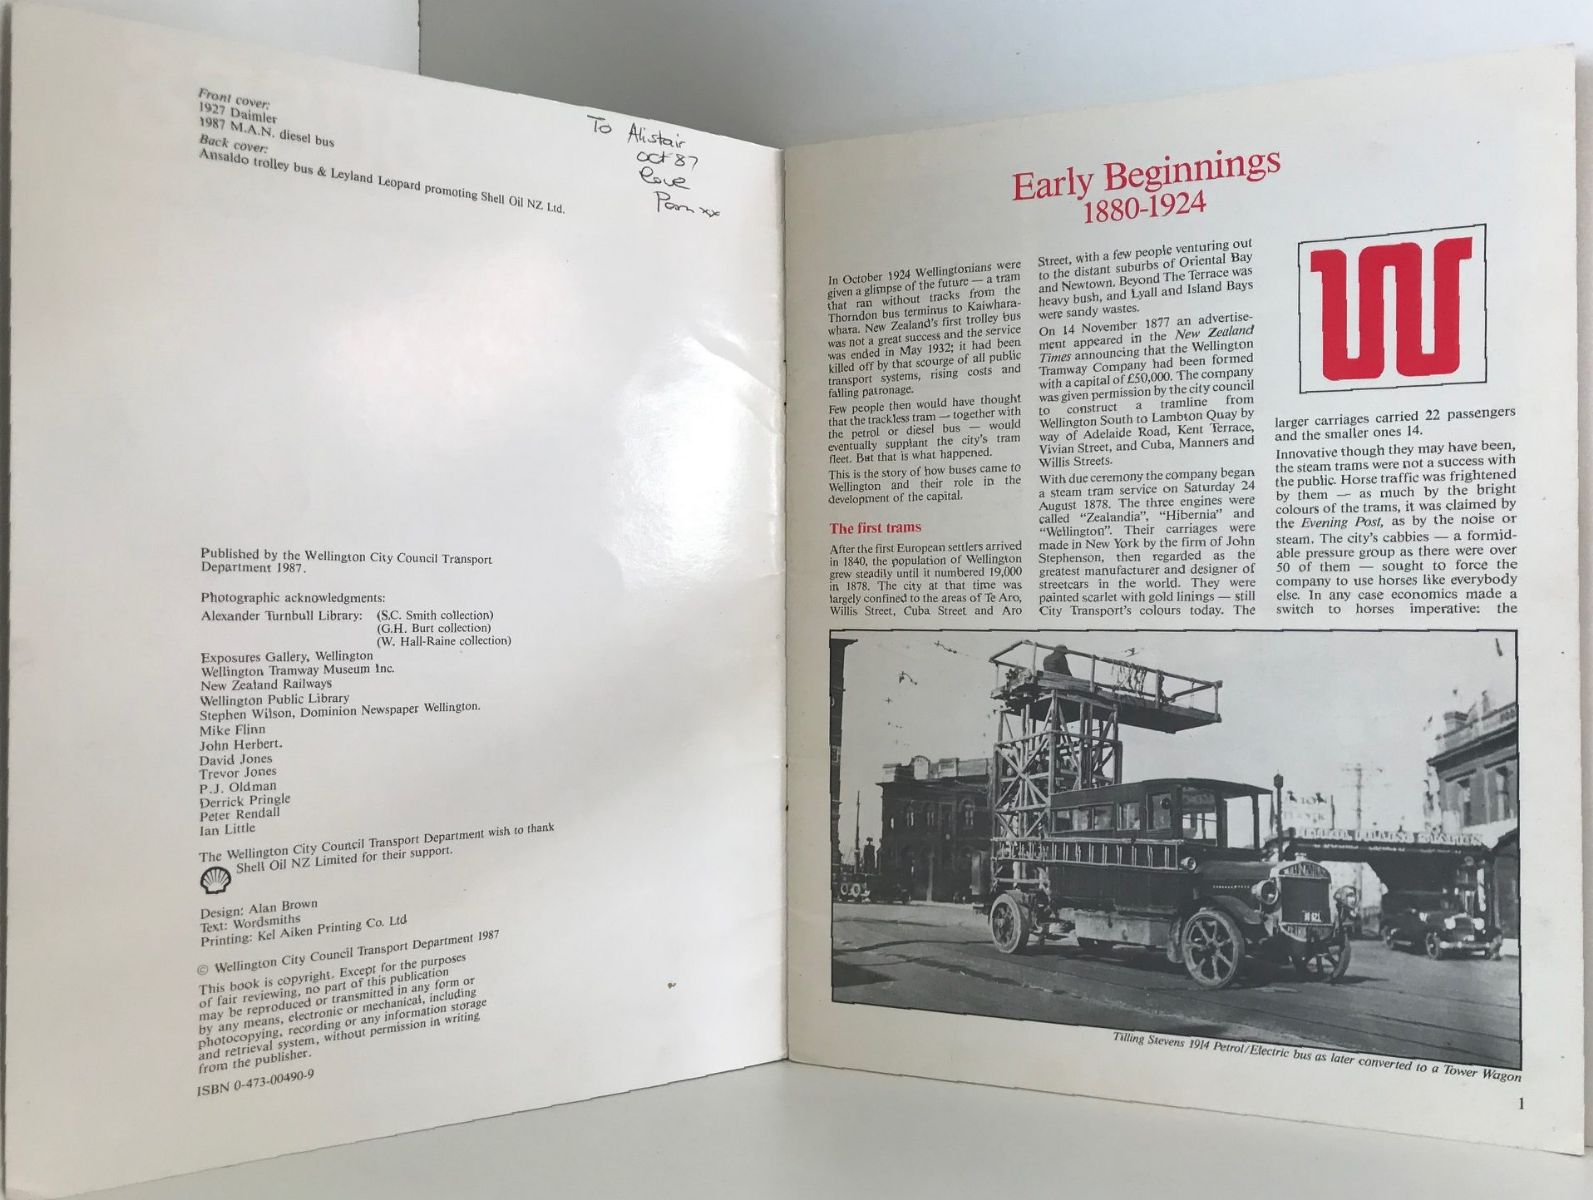 Front cover:
1927 Daimler
1987 M.A.N. diesel bus
Back cover:
Ansaldo trolley bus & Leyland Leopard promoting Shell Oil NZ Ltd.
To Alistair
oct 87
love
Pam xx
Published by the Wellington City Council Transport
Department 1987.
Photographic acknowledgments:
Alexander Turnbull Library: (S.C. Smith collection)
(G.H. Burt collection)
(W. Hall-Raine collection)
Exposures Gallery, Wellington
Wellington Tramway Museum Inc.
New Zealand Railways
Wellington Public Library
Stephen Wilson, Dominion Newspaper Wellington.
Mike Flinn
John Herbert.
David Jones
Trevor Jones
P.J. Oldman
Derrick Pringle
Peter Rendall
Ian Little
The Wellington City Council Transport Department wish to thank
Shell Oil NZ Limited for their support.
Design: Alan Brown
Text: Wordsmiths
Printing: Kel Aiken Printing Co. Ltd
© Wellington City Council Transport Department 1987
This book is copyright. Except for the purposes
of fair reviewing, no part of this publication
may be reproduced or transmitted in any form or
by any means, electronic or mechanical, including
photocopying, recording or any information storage
and retrieval system, without permission in writing
from the publisher.
ISBN 0-473-00490-9
Early Beginnings
1880-1924
In October 1924 Wellingtonians were
given a glimpse of the future — a tram
that ran without tracks from the
Thorndon bus terminus to Kaiwhara-
whara. New Zealand's first trolley bus
was not a great success and the service
was ended in May 1932; it had been
killed off by that scourge of all public
transport systems, rising costs and
falling patronage.
Few people then would have thought
that the trackless tram — together with
the petrol or diesel bus — would
eventually supplant the city's tram
fleet. But that is what happened.
This is the story of how buses came to
Wellington and their role in the
development of the capital.
The first trams
After the first European settlers arrived
in 1840, the population of Wellington
grew steadily until it numbered 19,000
in 1878. The city at that time was
largely confined to the areas of Te Aro,
Willis Street, Cuba Street and Aro
Street, with a few people venturing out
to the distant suburbs of Oriental Bay
and Newtown. Beyond The Terrace was
heavy bush, and Lyall and Island Bays
were sandy wastes.
On 14 November 1877 an advertise-
ment appeared in the New Zealand
Times announcing that the Wellington
Tramway Company had been formed
with a capital of £50,000. The company
was given permission by the city council
to construct a tramline from
Wellington South to Lambton Quay by
way of Adelaide Road, Kent Terrace,
Vivian Street, and Cuba, Manners and
Willis Streets.
With due ceremony the company began
a steam tram service on Saturday 24
August 1878. The three engines were
called "Zealandia", "Hibernia" and
"Wellington". Their carriages were
made in New York by the firm of John
Stephenson, then regarded as the
greatest manufacturer and designer of
streetcars in the world. They were
painted scarlet with gold linings — still
City Transport's colours today. The
W
larger carriages carried 22 passengers
and the smaller ones 14.
Innovative though they may have been,
the steam trams were not a success with
the public. Horse traffic was frightened
by them — as much by the bright
colours of the trams, it was claimed by
the Evening Post, as by the noise or
steam. The city's cabbies — a formid-
able pressure group as there were over
50 of them — sought to force the
company to use horses like everybody
else. In any case economics made a
switch to horses imperative: the
Tilling Stevens 1914 Petrol/Electric bus as later converted to a Tower Wagon
1